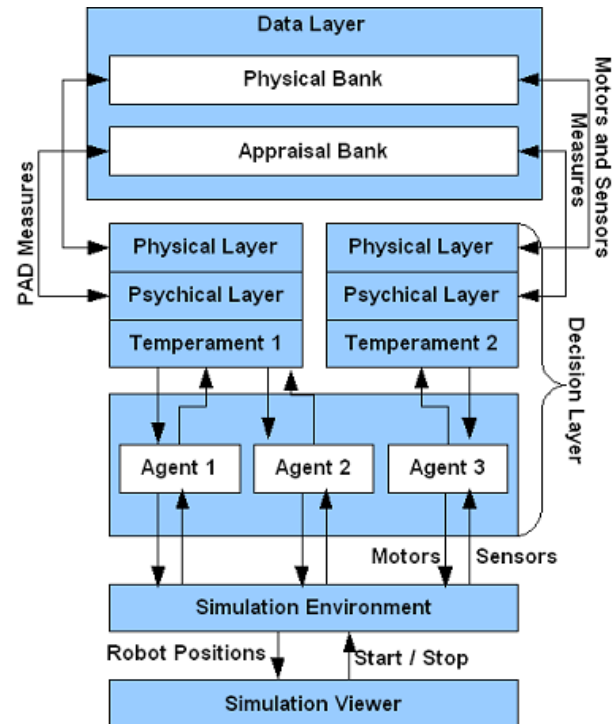 Data Layer
Physical Bank
Appraisal Bank
PAD Measures
Motors and Sensors
Measures
Physical Layer
Psychical Layer
Temperament 1
Physical Layer
Psychical Layer
Temperament 2
Decision Layer
Agent 1
Agent 2
Agent 3
Motors
Sensors
Simulation Environment
Robot Positions
Start / Stop
Simulation Viewer